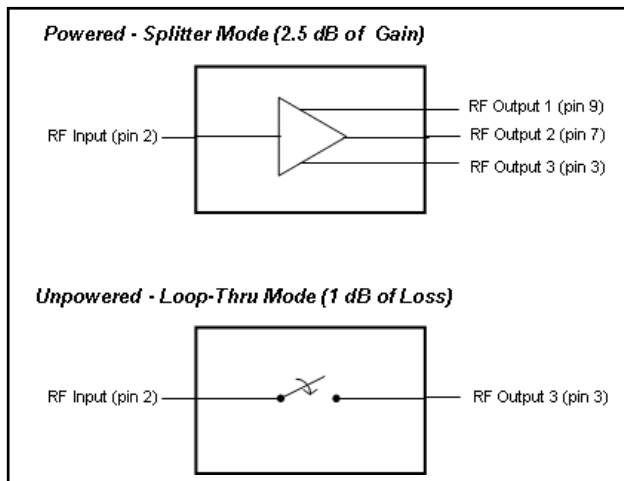 Powered - Splitter Mode (2.5 dB of Gain)
RF Input (pin 2)
RF Output 1 (pin 9)
RF Output 2 (pin 7)
RF Output 3 (pin 3)
Unpowered - Loop-Thru Mode (1 dB of Loss)
RF Input (pin 2)
RF Output 3 (pin 3)